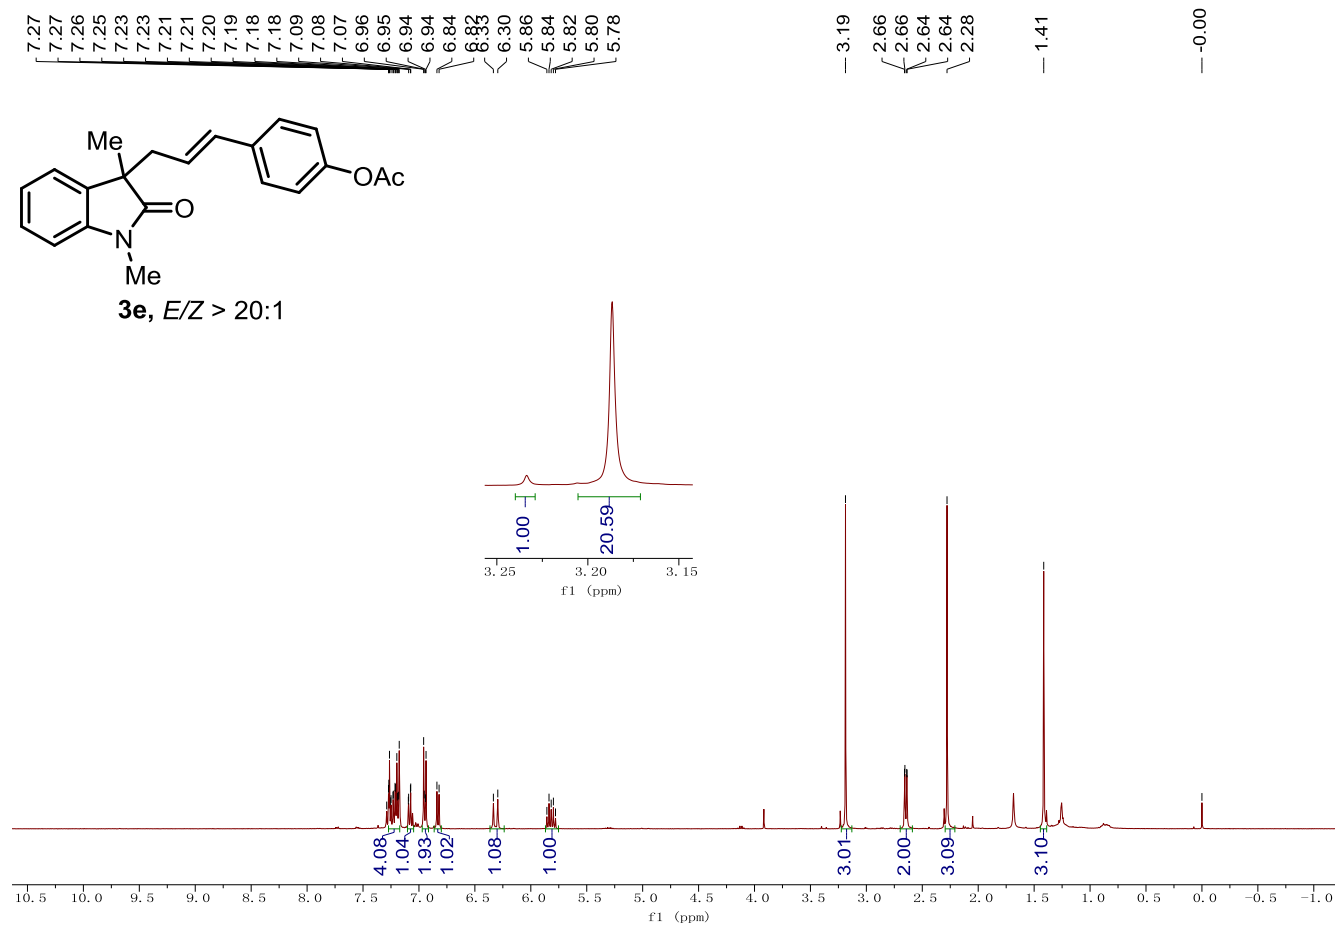 7.27 7.27 7.26 7.25 7.23 7.23 7.21 7.21 7.20 7.19 7.18 7.18 7.09 7.08 7.07 6.96 6.95 6.94 6.94 6.84 6.82 6.33 6.30 5.86 5.84 5.82 5.80 5.78 3.19 2.66 2.66 2.64 2.64 2.28 1.41 -0.00
Me
OAc
O
N
Me
3e, E/Z > 20:1
1.00 20.59
3.25 3.20 3.15
f1 (ppm)
4.08 1.04 1.93 1.02 1.08 1.00 3.01 2.00 3.09 3.10
10.5 10.0 9.5 9.0 8.5 8.0 7.5 7.0 6.5 6.0 5.5 5.0 4.5 4.0 3.5 3.0 2.5 2.0 1.5 1.0 0.5 0.0 -0.5 -1.0
f1 (ppm)